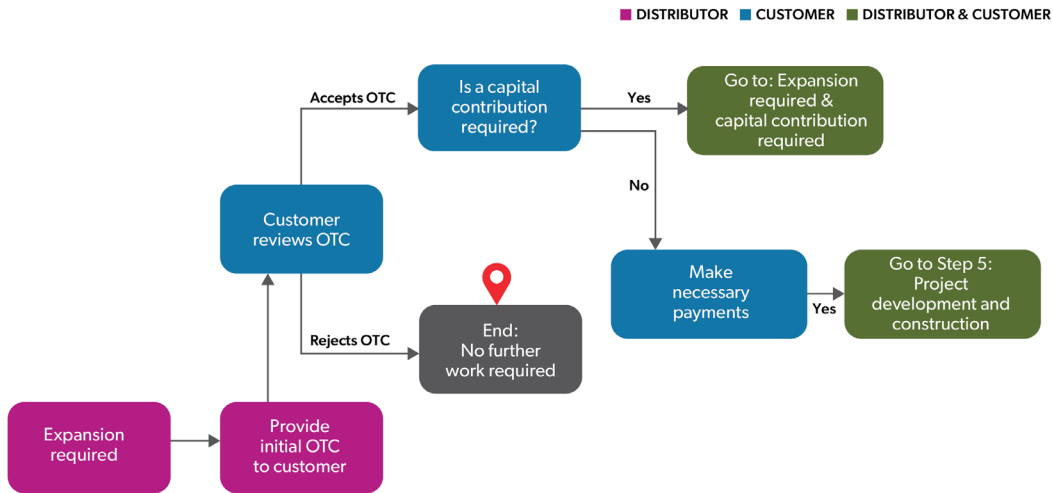 DISTRIBUTOR CUSTOMER DISTRIBUTOR & CUSTOMER
Accepts OTC
Is a capital
contribution
required?
Yes
Go to: Expansion
required &
capital contribution
required
No
Customer
reviews OTC
Make
necessary
payments
Yes
Go to Step 5:
Project
development and
construction
Rejects OTC
End:
No further
work required
Expansion
required
Provide
initial OTC
to customer